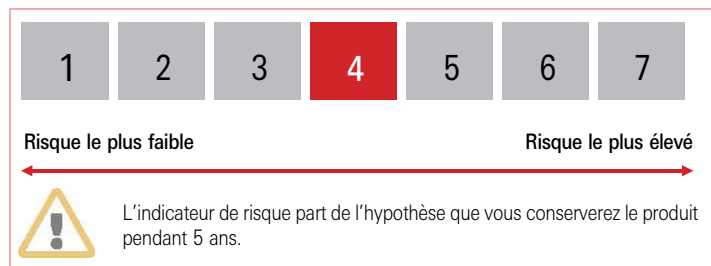 1 2 3 4 5 6 7
Risque le plus faible Risque le plus élevé
L'indicateur de risque part de l'hypothèse que vous conserverez le produit
pendant 5 ans.